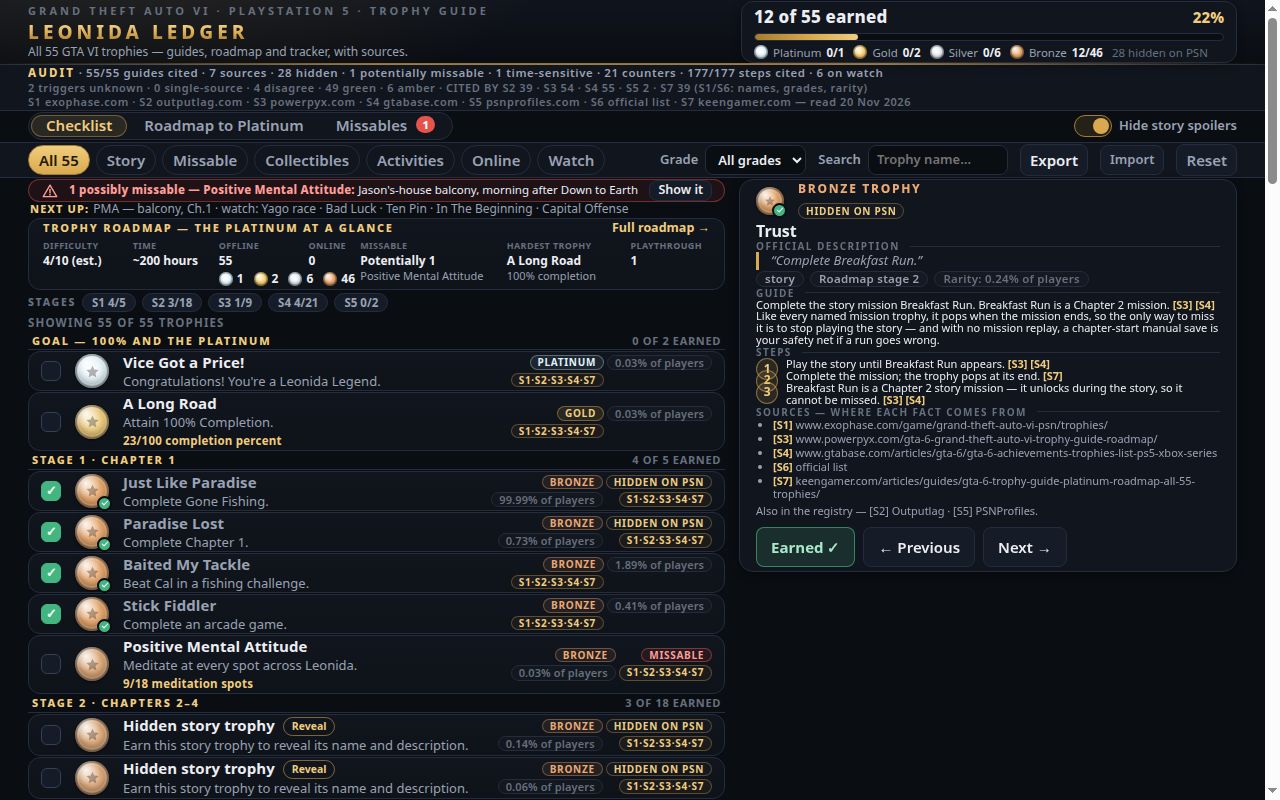 GRAND THEFT AUTO VI · PLAYSTATION 5 · TROPHY GUIDE
LEONIDA LEDGER
All 55 GTA VI trophies — guides, roadmap and tracker, with sources.
12 of 55 earned
22%
Platinum 0/1 Gold 0/2 Silver 0/6 Bronze 12/46 28 hidden on PSN
AUDIT · 55/55 guides cited · 7 sources · 28 hidden · 1 potentially missable · 1 time-sensitive · 21 counters · 177/177 steps cited · 6 on watch
2 triggers unknown · 0 single-source · 4 disagree · 49 green · 6 amber · CITED BY S2 39 · S3 54 · S4 55 · S5 2 · S7 39 (S1/S6: names, grades, rarity)
S1 exophase.com · S2 outputlag.com · S3 powerpyx.com · S4 gtabase.com · S5 psnprofiles.com · S6 official list · S7 keengamer.com — read 20 Nov 2026
Checklist Roadmap to Platinum Missables 1
Hide story spoilers
All 55 Story Missable Collectibles Activities Online Watch
Grade All grades Search Trophy name... Export Import Reset
1 possibly missable — Positive Mental Attitude: Jason's-house balcony, morning after Down to Earth Show it
NEXT UP: PMA — balcony, Ch.1 · watch: Yago race · Bad Luck · Ten Pin · In The Beginning · Capital Offense
TROPHY ROADMAP — THE PLATINUM AT A GLANCE Full roadmap →
DIFFICULTY TIME OFFLINE ONLINE MISSABLE HARDEST TROPHY PLAYTHROUGH
4/10 (est.) ~200 hours 55 0 Potentially 1 A Long Road 1
1 2 6 46 Positive Mental Attitude 100% completion
STAGES S1 4/5 S2 3/18 S3 1/9 S4 4/21 S5 0/2
SHOWING 55 OF 55 TROPHIES
GOAL — 100% AND THE PLATINUM 0 OF 2 EARNED
Vice Got a Price! PLATINUM 0.03% of players
Congratulations! You're a Leonida Legend. S1·S2·S3·S4·S7
A Long Road
Attain 100% Completion. GOLD 0.03% of players
23/100 completion percent S1·S2·S3·S4·S7
STAGE 1 · CHAPTER 1 4 OF 5 EARNED
Just Like Paradise BRONZE HIDDEN ON PSN
Complete Gone Fishing. 99.99% of players S1·S2·S3·S4·S7
Paradise Lost BRONZE HIDDEN ON PSN
Complete Chapter 1. 0.73% of players S1·S2·S3·S4·S7
Baited My Tackle BRONZE 1.89% of players
Beat Cal in a fishing challenge. S1·S2·S3·S4·S7
Stick Fiddler BRONZE 0.41% of players
Complete an arcade game. S1·S2·S3·S4·S7
Positive Mental Attitude BRONZE MISSABLE
Meditate at every spot across Leonida. 0.03% of players S1·S2·S3·S4·S7
9/18 meditation spots
STAGE 2 · CHAPTERS 2–4 3 OF 18 EARNED
Hidden story trophy Reveal BRONZE HIDDEN ON PSN
Earn this story trophy to reveal its name and description. 0.14% of players S1·S2·S3·S4·S7
Hidden story trophy Reveal BRONZE HIDDEN ON PSN
Earn this story trophy to reveal its name and description. 0.06% of players S1·S2·S3·S4·S7
BRONZE TROPHY
HIDDEN ON PSN
Trust
OFFICIAL DESCRIPTION
“Complete Breakfast Run.”
story Roadmap stage 2 Rarity: 0.24% of players
GUIDE
Complete the story mission Breakfast Run. Breakfast Run is a Chapter 2 mission. [S3] [S4]
Like every named mission trophy, it pops when the mission ends, so the only way to miss
it is to stop playing the story — and with no mission replay, a chapter-start manual save is
your safety net if a run goes wrong.
STEPS
1 Play the story until Breakfast Run appears. [S3] [S4]
2 Complete the mission; the trophy pops at its end. [S7]
3 Breakfast Run is a Chapter 2 story mission — it unlocks during the story, so it
cannot be missed. [S3] [S4]
SOURCES — WHERE EACH FACT COMES FROM
• [S1] www.exophase.com/game/grand-theft-auto-vi-psn/trophies/
• [S3] www.powerpyx.com/gta-6-grand-theft-auto-vi-trophy-guide-roadmap/
• [S4] www.gtabase.com/articles/gta-6/gta-6-achievements-trophies-list-ps5-xbox-series
• [S6] official list
• [S7] keengamer.com/articles/guides/gta-6-trophy-guide-platinum-roadmap-all-55-
trophies/
Also in the registry — [S2] Outputlag · [S5] PSNProfiles.
Earned ✓ ← Previous Next →